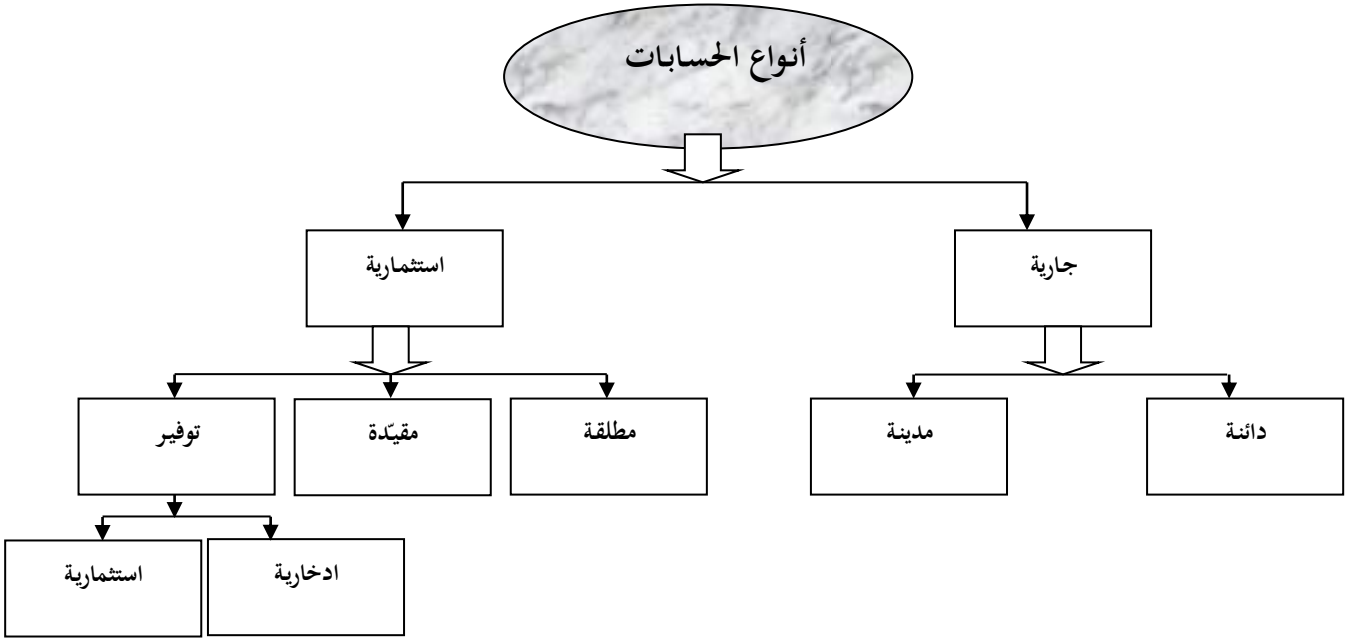 أنواع الحسابات
جارية
استثمارية
دائنة
مدينة
مطلقة
مقيّدة
توفير
ادخارية
استثمارية